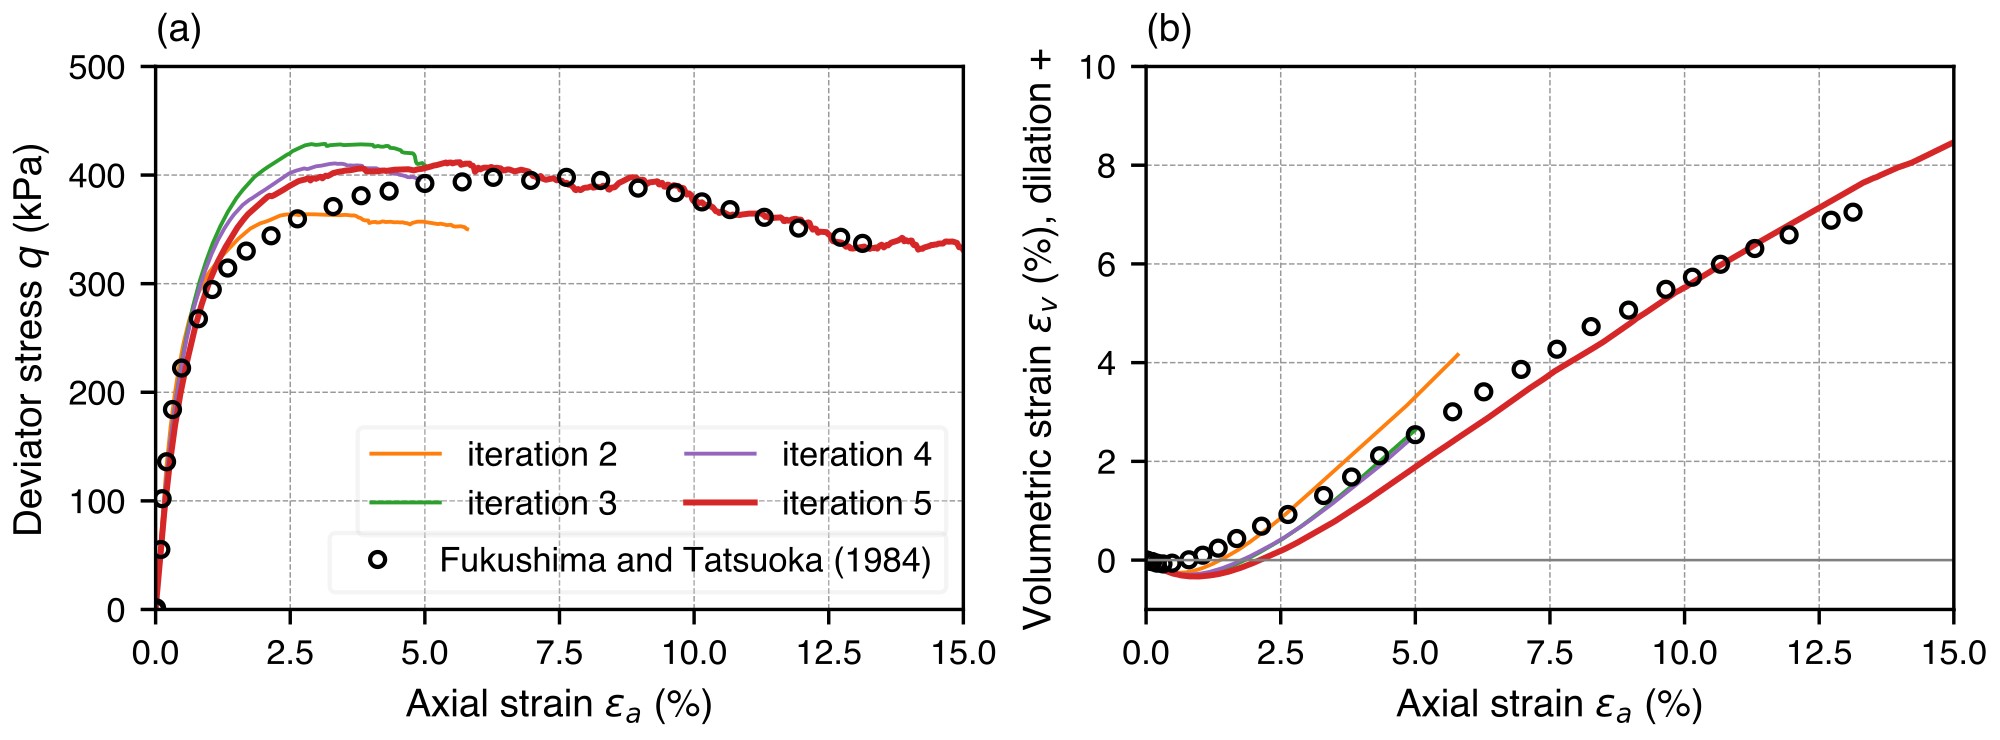 (a)
Deviator stress q (kPa)
500
400
300
200
100
0
iteration 2
iteration 3
iteration 4
iteration 5
Fukushima and Tatsuoka (1984)
0.0 2.5 5.0 7.5 10.0 12.5 15.0
Axial strain εa (%)
(b)
Volumetric strain εv (%), dilation +
10
8
6
4
2
0
0.0 2.5 5.0 7.5 10.0 12.5 15.0
Axial strain εa (%)